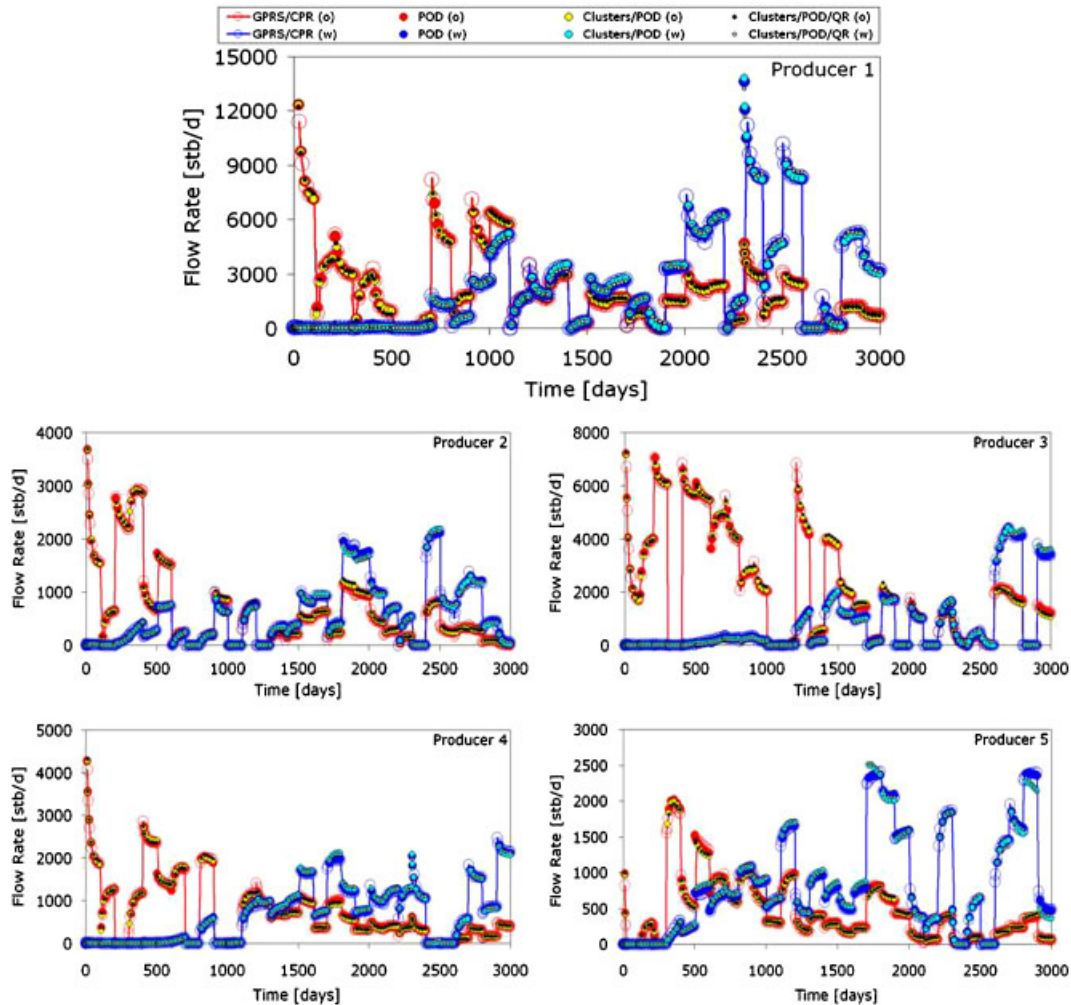 GPRS/CPR (o) POD (o) Clusters/POD (o) Clusters/POD/QR (o)
GPRS/CPR (w) POD (w) Clusters/POD (w) Clusters/POD/QR (w)
Producer 1
Flow Rate [stb/d]
15000
12000
9000
6000
3000
0
0 500 1000 1500 2000 2500 3000
Time [days]
Producer 2
Flow Rate [stb/d]
4000
3000
2000
1000
0
0 500 1000 1500 2000 2500 3000
Time [days]
Producer 3
Flow Rate [stb/d]
8000
6000
4000
2000
0
0 500 1000 1500 2000 2500 3000
Time [days]
Producer 4
Flow Rate [stb/d]
5000
4000
3000
2000
1000
0
0 500 1000 1500 2000 2500 3000
Time [days]
Producer 5
Flow Rate [stb/d]
3000
2500
2000
1500
1000
500
0
0 500 1000 1500 2000 2500 3000
Time [days]